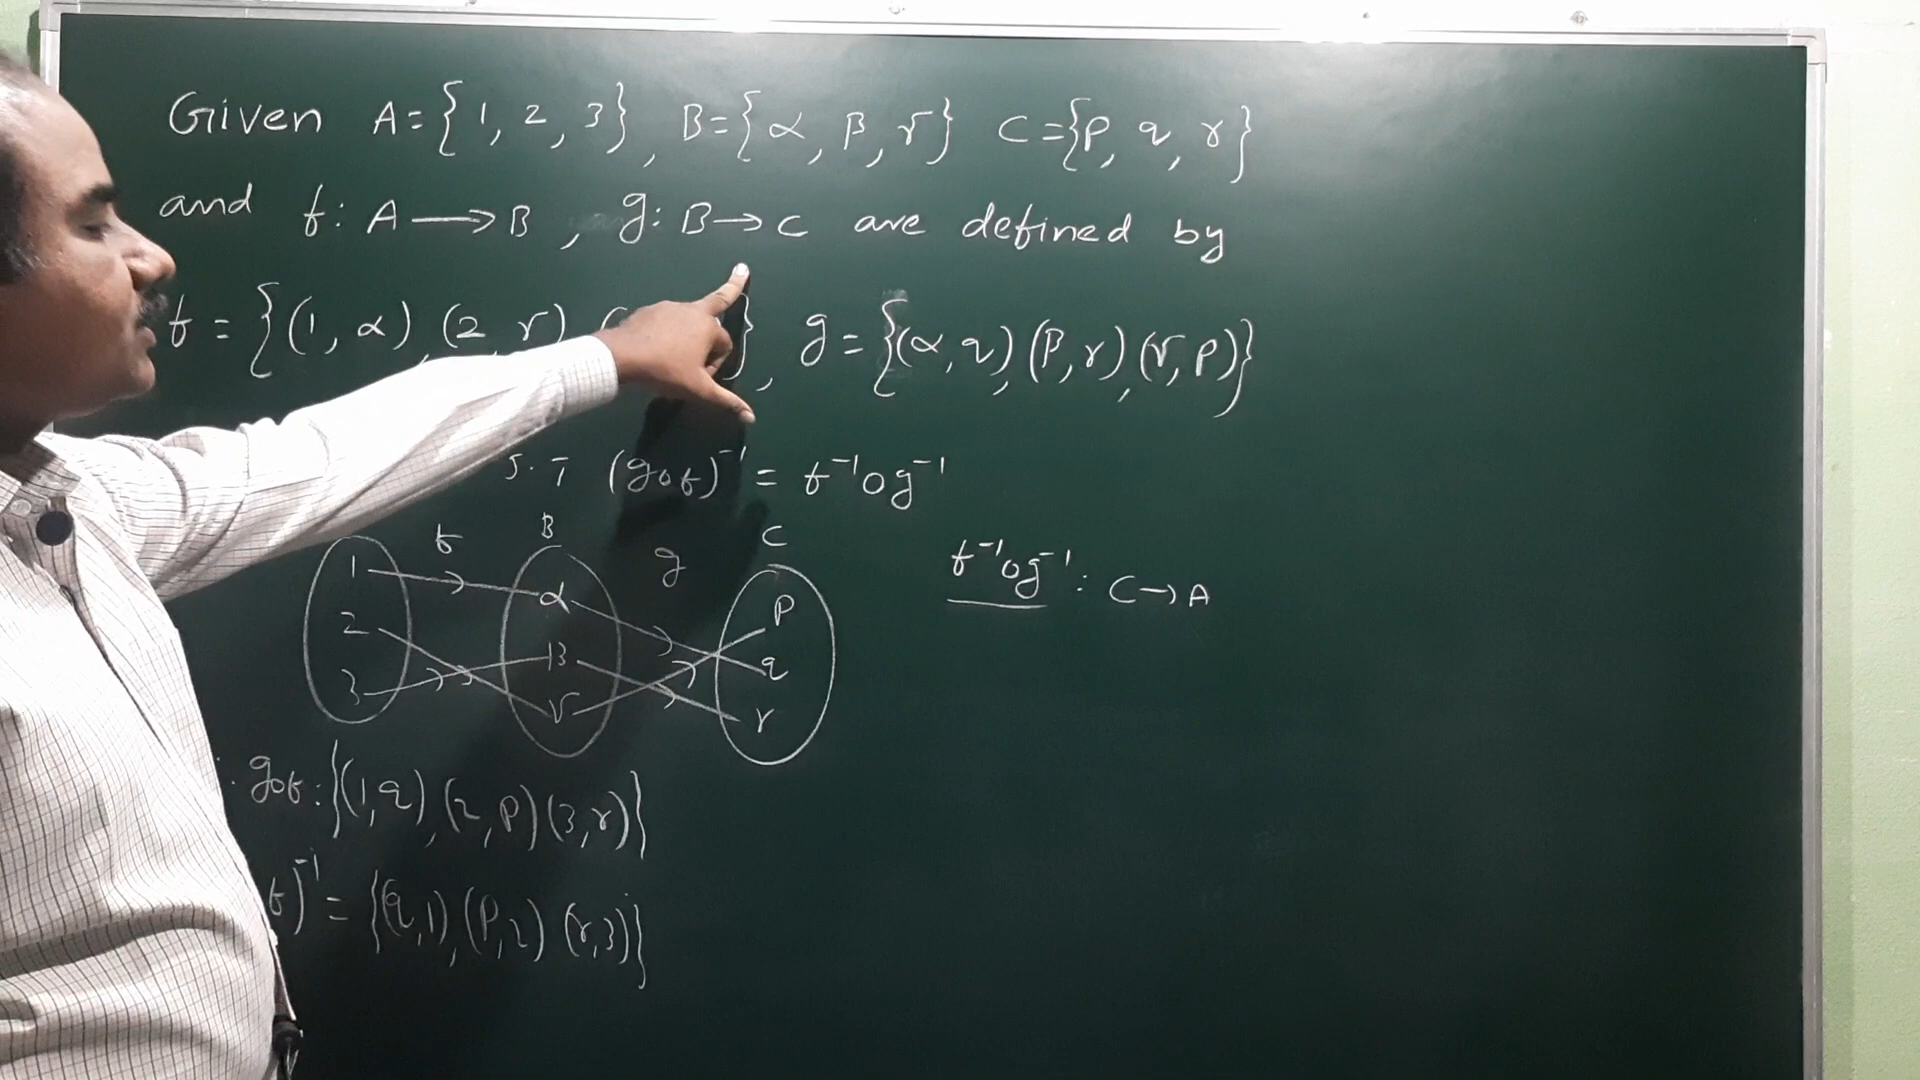 Given A={1, 2, 3}, B={α, β, γ} C={p, q, r}
and f: A→B, g: B→C are defined by
f = {(1, α), (2, γ), ( }, g={(α, q), (β, r), (γ, p)}
S.T (gof)⁻¹ = f⁻¹og⁻¹
f B g C
1 α p
2 β q
3 γ r
f⁻¹og⁻¹: C→A
gof: {(1,q), (2,p) (3,r)}
f)⁻¹ = {(q,1), (p,2) (r,3)}